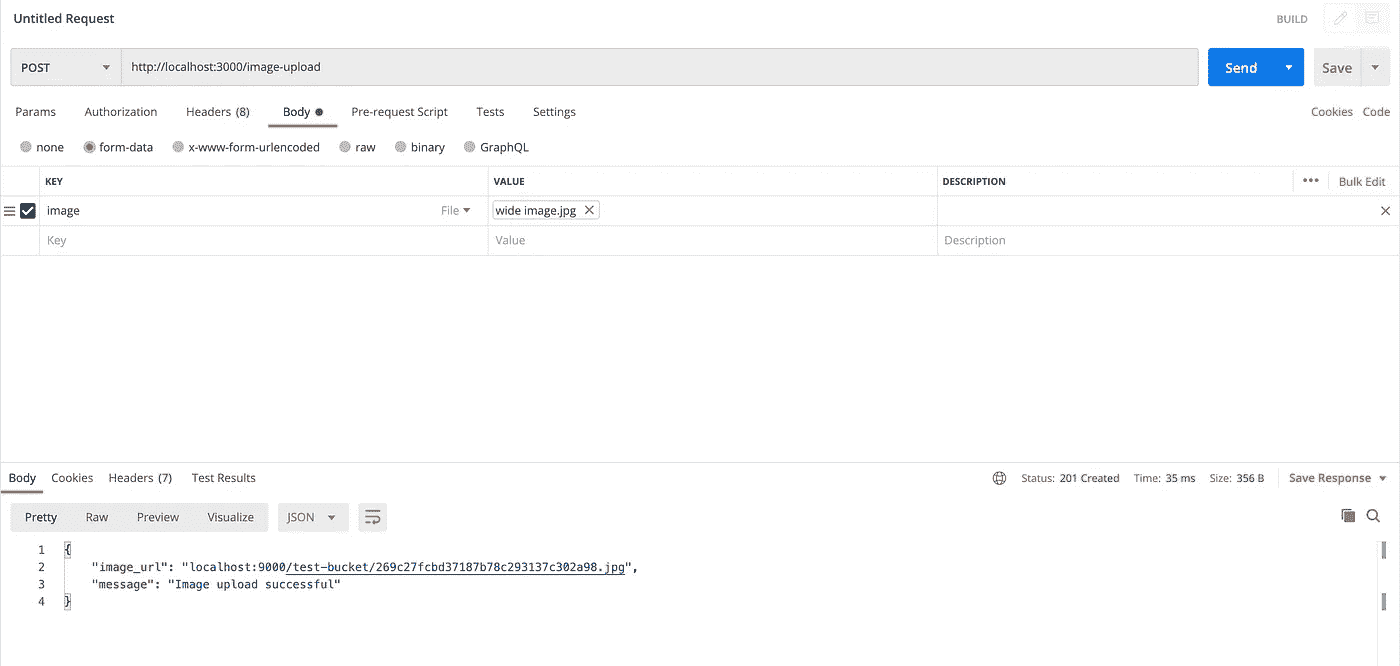 Untitled Request BUILD
POST http://localhost:3000/image-upload Send Save
Params Authorization Headers (8) Body Pre-request Script Tests Settings Cookies Code
none form-data x-www-form-urlencoded raw binary GraphQL
KEY VALUE DESCRIPTION ••• Bulk Edit
image File wide image.jpg
Key Value Description
Body Cookies Headers (7) Test Results Status: 201 Created Time: 35 ms Size: 356 B Save Response
Pretty Raw Preview Visualize JSON
1 {
2 "image_url": "localhost:9000/test-bucket/269c27fcbd37187b78c293137c302a98.jpg",
3 "message": "Image upload successful"
4 }